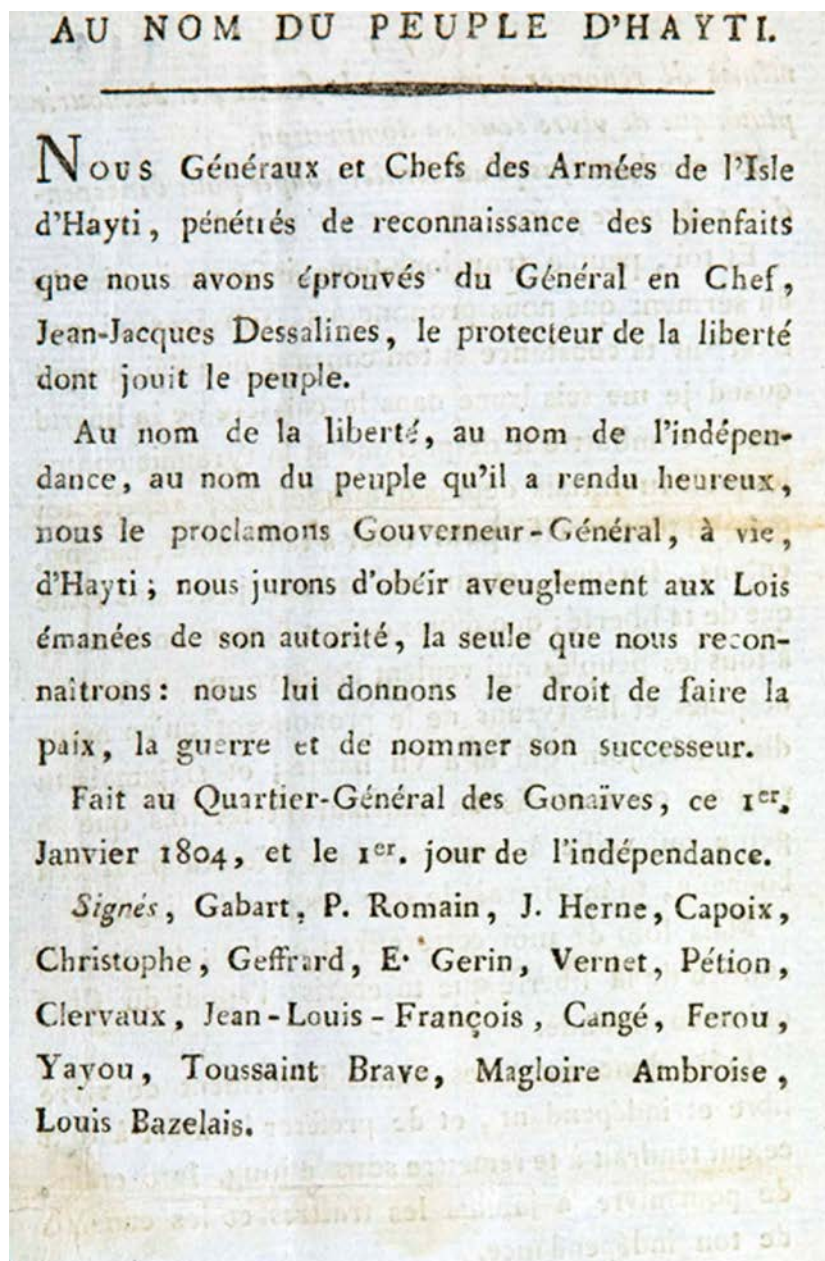 AU NOM DU PEUPLE D'HAYTI.
Nous Généraux et Chefs des Armées de l'Isle
d'Hayti, pénétrés de reconnaissance des bienfaits
que nous avons éprouvés du Général en Chef,
Jean-Jacques Dessalines, le protecteur de la liberté
dont jouit le peuple.
Au nom de la liberté, au nom de l'indépen-
dance, au nom du peuple qu'il a rendu heureux,
nous le proclamons Gouverneur-Général, à vie,
d'Hayti; nous jurons d'obéir aveuglement aux Lois
émanées de son autorité, la seule que nous recon-
naîtrons: nous lui donnons le droit de faire la
paix, la guerre et de nommer son successeur.
Fait au Quartier-Général des Gonaïves, ce 1er.
Janvier 1804, et le 1er. jour de l'indépendance.
Signés, Gabart, P. Romain, J. Herne, Capoix,
Christophe, Geffrard, E. Gerin, Vernet, Pétion,
Clervaux, Jean-Louis-François, Cangé, Ferou,
Yayou, Toussaint Brave, Magloire Ambroise,
Louis Bazelais.